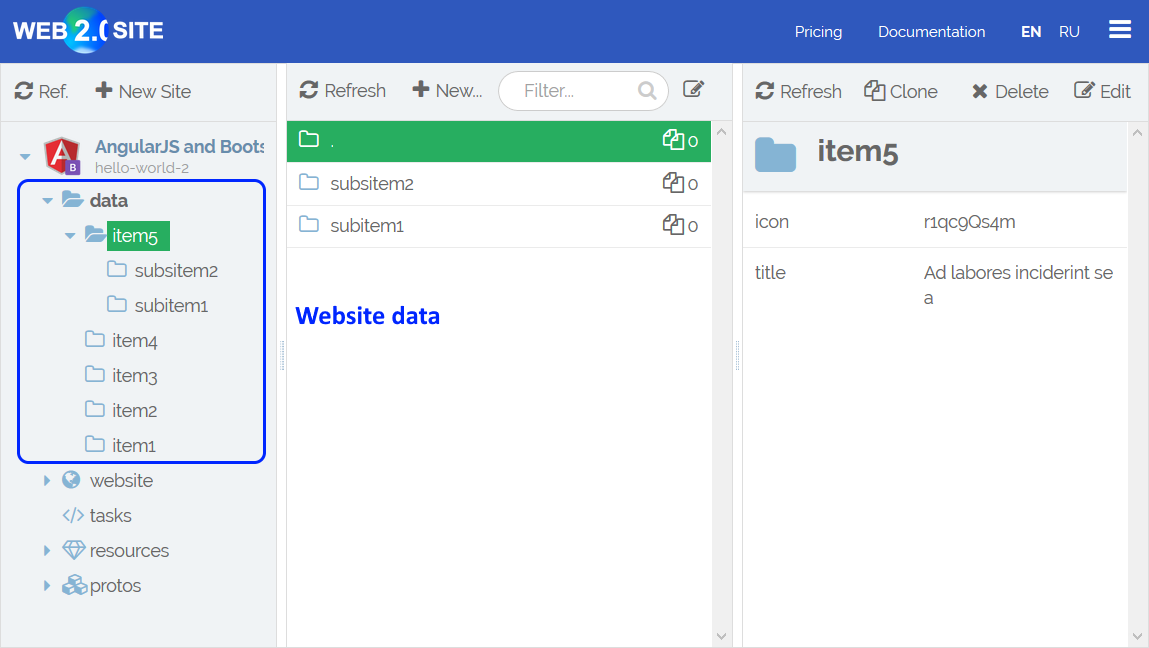 WEB 2.0 SITE
Pricing
Documentation
EN
RU
Ref.
New Site
AngularJS and Boots
hello-world-2
data
item5
subsitem2
subitem1
item4
item3
item2
item1
website
tasks
resources
protos
Refresh
New...
Filter...
.
0
subsitem2
0
subitem1
0
Website data
Refresh
Clone
Delete
Edit
item5
icon
r1qc9Qs4m
title
Ad labores inciderint se
a